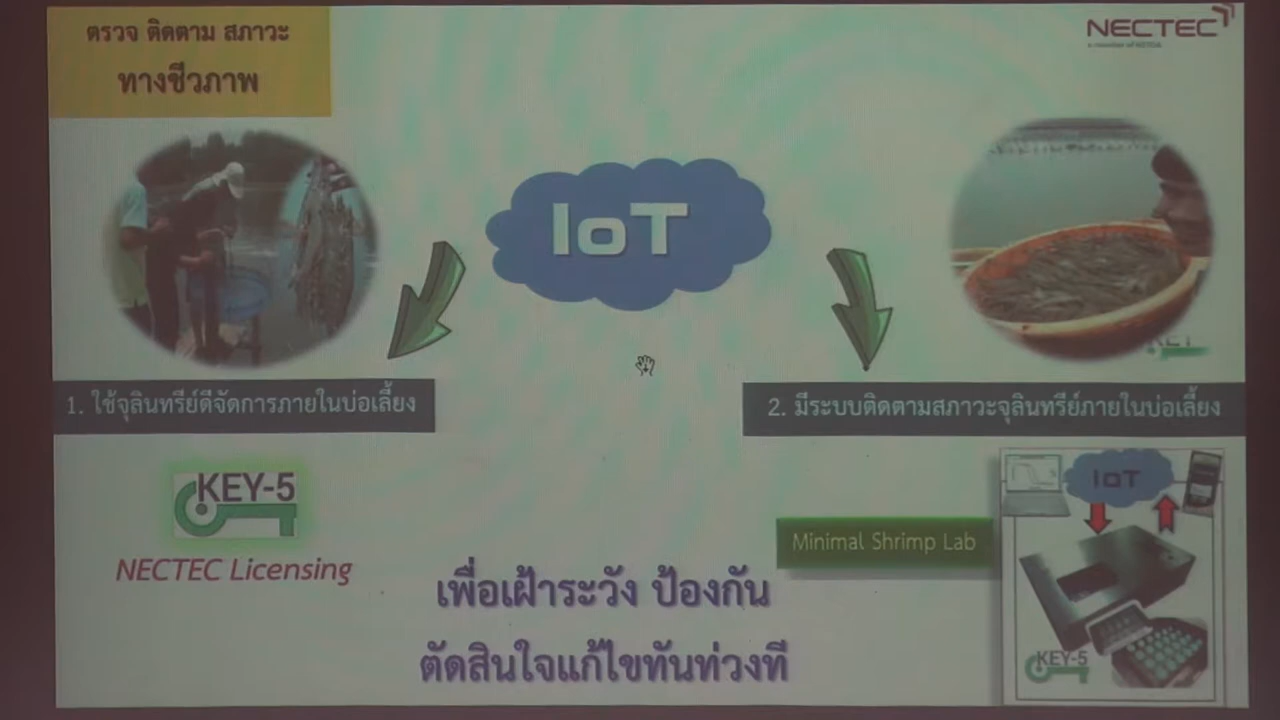 ตรวจ ติดตาม สภาวะ
ทางชีวภาพ
NECTEC
a member of NSTDA
IoT
1. ใช้จุลินทรีย์ดีจัดการภายในบ่อเลี้ยง
2. มีระบบติดตามสภาวะจุลินทรีย์ภายในบ่อเลี้ยง
KEY-5
NECTEC Licensing
Minimal Shrimp Lab
IoT
KEY-5
เพื่อเฝ้าระวัง ป้องกัน
ตัดสินใจแก้ไขทันท่วงที